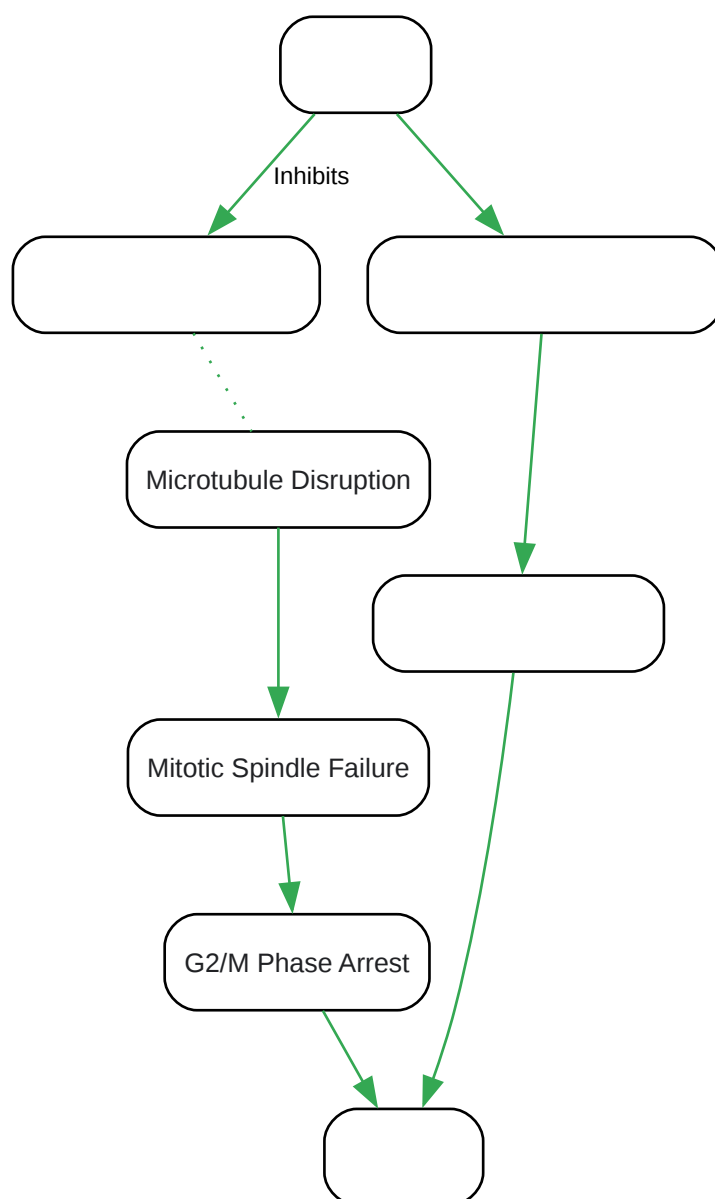 Inhibits
Microtubule Disruption
Mitotic Spindle Failure
G2/M Phase Arrest